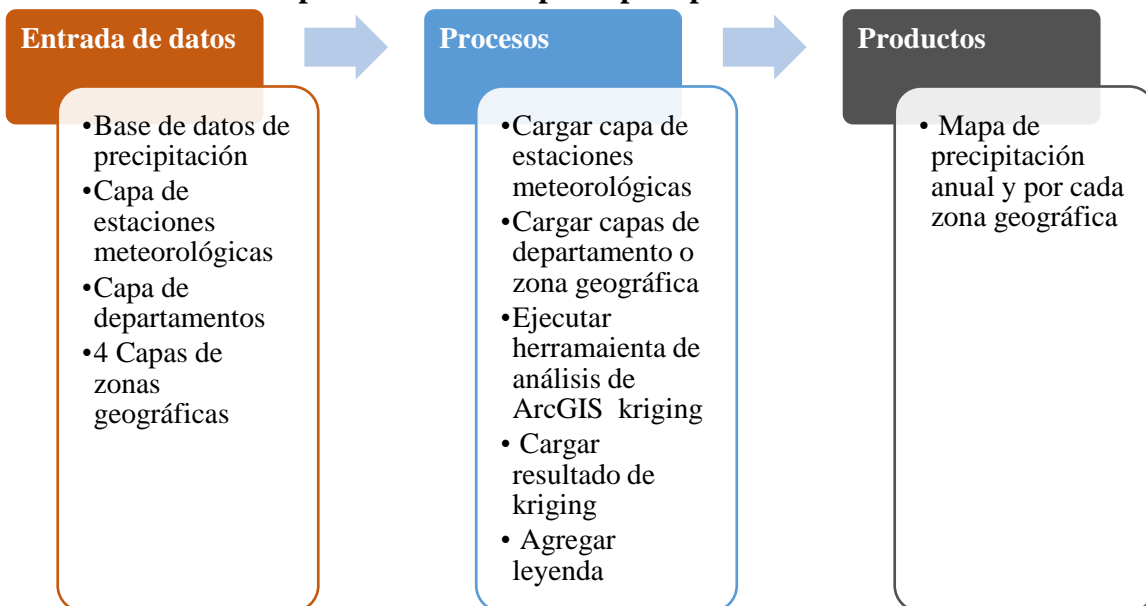 Entrada de datos
•Base de datos de
precipitación
•Capa de
estaciones
meteorológicas
•Capa de
departamentos
•4 Capas de
zonas
geográficas
Procesos
•Cargar capa de
estaciones
meteorológicas
•Cargar capas de
departamento o
zona geográfica
•Ejecutar
herramaienta de
análisis de
ArcGIS kriging
• Cargar
resultado de
kriging
• Agregar
leyenda
Productos
• Mapa de
precipitación
anual y por cada
zona geográfica